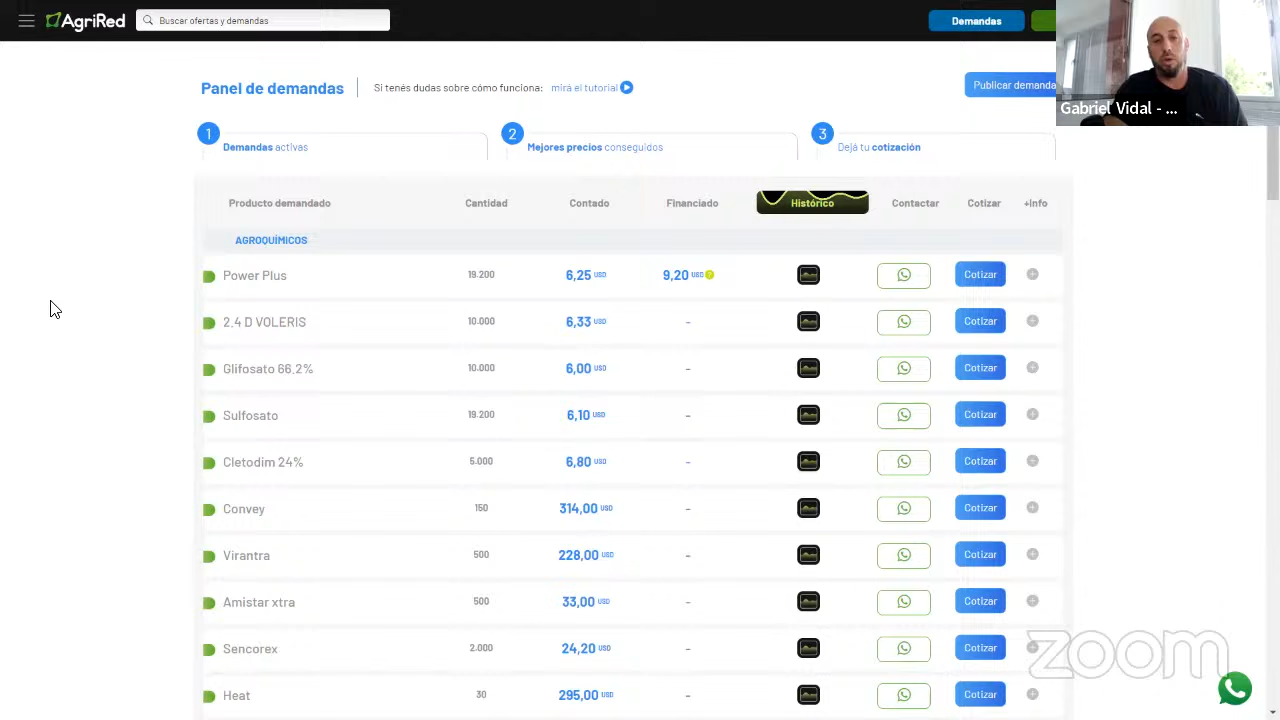 AgriRed
Buscar ofertas y demandas
Demandas
Gabriel Vidal - ...
Panel de demandas
Si tenés dudas sobre cómo funciona: mirá el tutorial
Publicar demanda
1
Demandas activas
2
Mejores precios conseguidos
3
Dejá tu cotización
Producto demandado Cantidad Contado Financiado Histórico Contactar Cotizar +Info
AGROQUÍMICOS
Power Plus 19.200 6,25 USD 9,20 USD ? Cotizar
2.4 D VOLERIS 10.000 6,33 USD - Cotizar
Glifosato 66.2% 10.000 6,00 USD - Cotizar
Sulfosato 19.200 6,10 USD - Cotizar
Cletodim 24% 5.000 6,80 USD - Cotizar
Convey 150 314,00 USD - Cotizar
Virantra 500 228,00 USD - Cotizar
Amistar xtra 500 33,00 USD - Cotizar
Sencorex 2.000 24,20 USD - Cotizar
Heat 30 295,00 USD - Cotizar
zoom